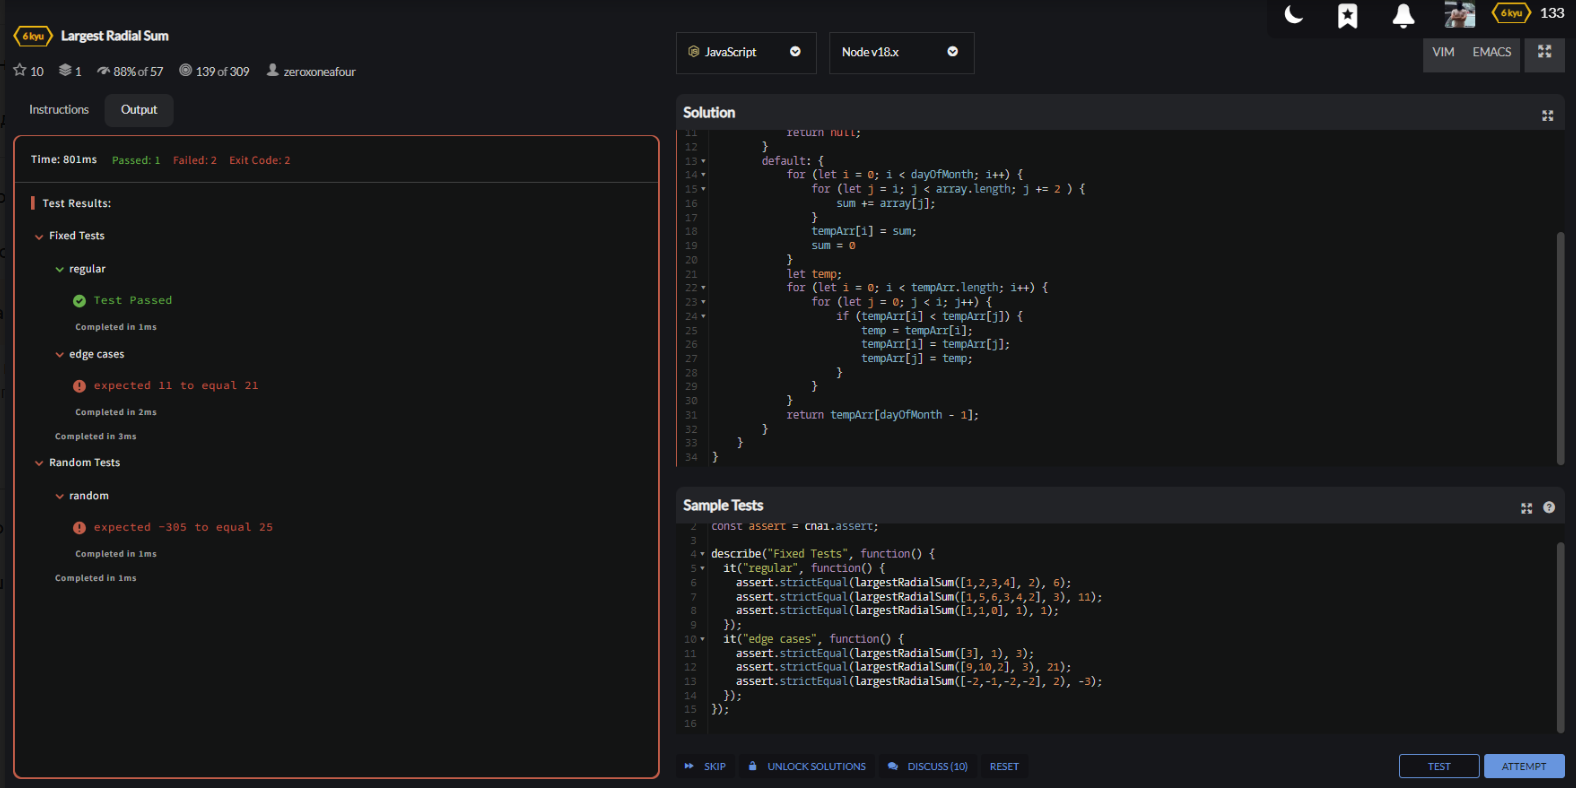 6 kyu Largest Radial Sum
10 1 88% of 57 139 of 309 zeroxoneafour
Instructions Output
Time: 801ms Passed: 1 Failed: 2 Exit Code: 2
Test Results:
Fixed Tests
regular
Test Passed
Completed in 1ms
edge cases
expected 11 to equal 21
Completed in 2ms
Completed in 3ms
Random Tests
random
expected -305 to equal 25
Completed in 1ms
Completed in 1ms
6 kyu 133
JavaScript Node v18.x
VIM EMACS
Solution
11 return null;
12 }
13 default: {
14 for (let i = 0; i < dayOfMonth; i++) {
15 for (let j = i; j < array.length; j += 2 ) {
16 sum += array[j];
17 }
18 tempArr[i] = sum;
19 sum = 0
20 }
21 let temp;
22 for (let i = 0; i < tempArr.length; i++) {
23 for (let j = 0; j < i; j++) {
24 if (tempArr[i] < tempArr[j]) {
25 temp = tempArr[i];
26 tempArr[i] = tempArr[j];
27 tempArr[j] = temp;
28 }
29 }
30 }
31 return tempArr[dayOfMonth - 1];
32 }
33 }
34 }
Sample Tests
2 const assert = chai.assert;
3
4 describe("Fixed Tests", function() {
5 it("regular", function() {
6 assert.strictEqual(largestRadialSum([1,2,3,4], 2), 6);
7 assert.strictEqual(largestRadialSum([1,5,6,3,4,2], 3), 11);
8 assert.strictEqual(largestRadialSum([1,1,0], 1), 1);
9 });
10 it("edge cases", function() {
11 assert.strictEqual(largestRadialSum([3], 1), 3);
12 assert.strictEqual(largestRadialSum([9,10,2], 3), 21);
13 assert.strictEqual(largestRadialSum([-2,-1,-2,-2], 2), -3);
14 });
15 });
16
SKIP UNLOCK SOLUTIONS DISCUSS (10) RESET TEST ATTEMPT